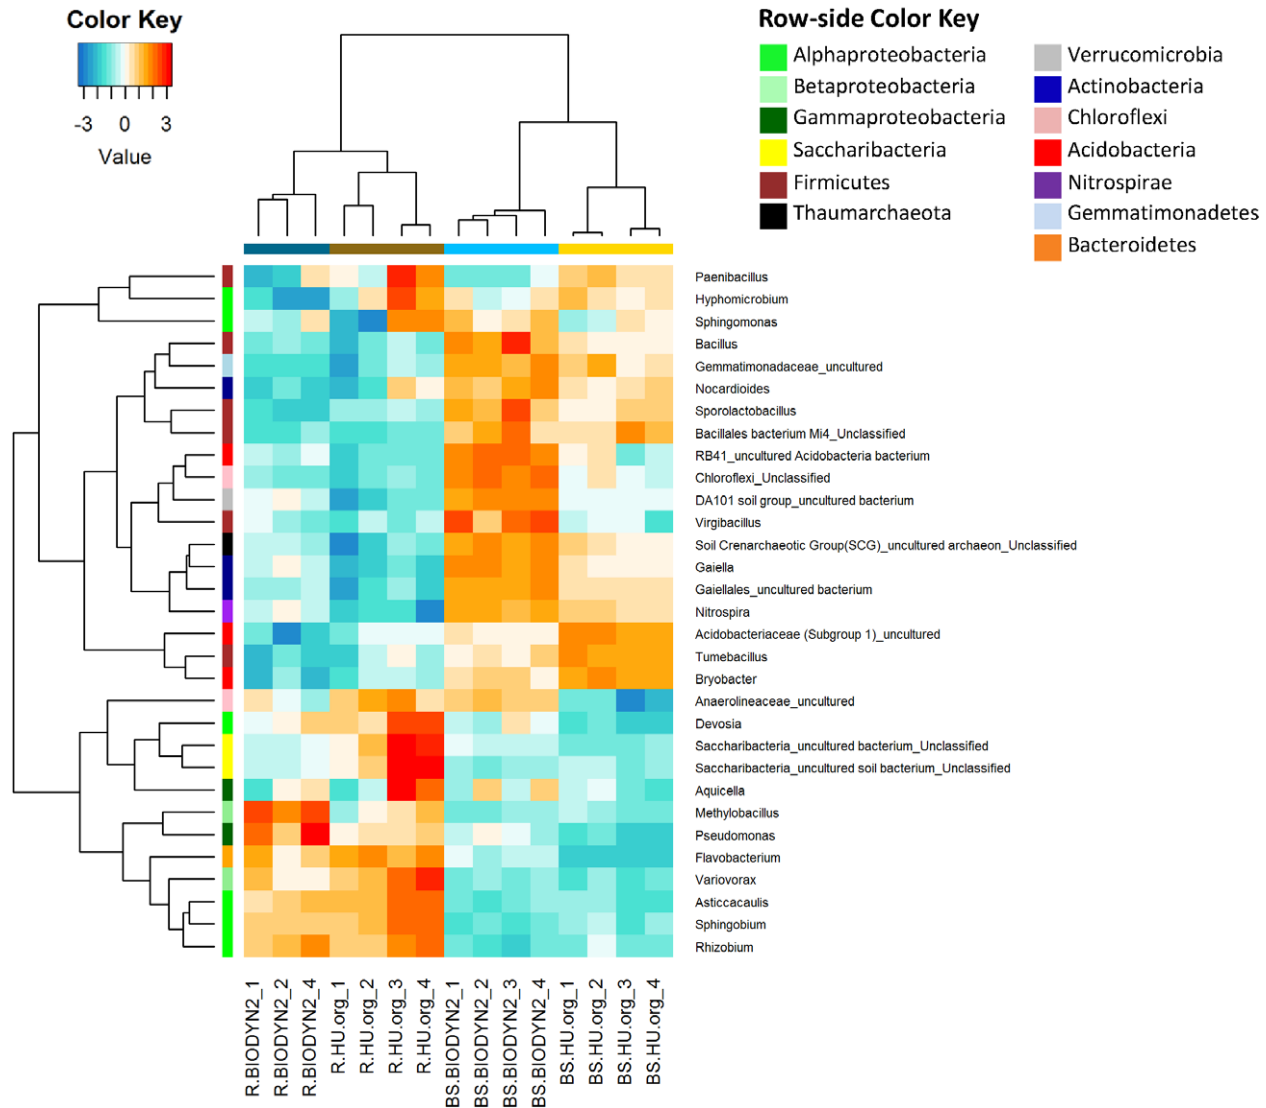 Color Key
-3 0 3
Value
Row-side Color Key
Alphaproteobacteria
Betaproteobacteria
Gammaproteobacteria
Saccharibacteria
Firmicutes
Thaumarchaeota
Verrucomicrobia
Actinobacteria
Chloroflexi
Acidobacteria
Nitrospirae
Gemmatimonadetes
Bacteroidetes
Paenibacillus
Hyphomicrobium
Sphingomonas
Bacillus
Gemmatimonadaceae_uncultured
Nocardioides
Sporolactobacillus
Bacillales bacterium Mi4_Unclassified
RB41_uncultured Acidobacteria bacterium
Chloroflexi_Unclassified
DA101 soil group_uncultured bacterium
Virgibacillus
Soil Crenarchaeotic Group(SCG)_uncultured archaeon_Unclassified
Gaiella
Gaiellales_uncultured bacterium
Nitrospira
Acidobacteriaceae (Subgroup 1)_uncultured
Tumebacillus
Bryobacter
Anaerolineaceae_uncultured
Devosia
Saccharibacteria_uncultured bacterium_Unclassified
Saccharibacteria_uncultured soil bacterium_Unclassified
Aquicella
Methylobacillus
Pseudomonas
Flavobacterium
Variovorax
Asticcacaulis
Sphingobium
Rhizobium
R.BIODYN2_1
R.BIODYN2_2
R.BIODYN2_4
R.HU.org_1
R.HU.org_2
R.HU.org_3
R.HU.org_4
BS.BIODYN2_1
BS.BIODYN2_2
BS.BIODYN2_3
BS.BIODYN2_4
BS.HU.org_1
BS.HU.org_2
BS.HU.org_3
BS.HU.org_4